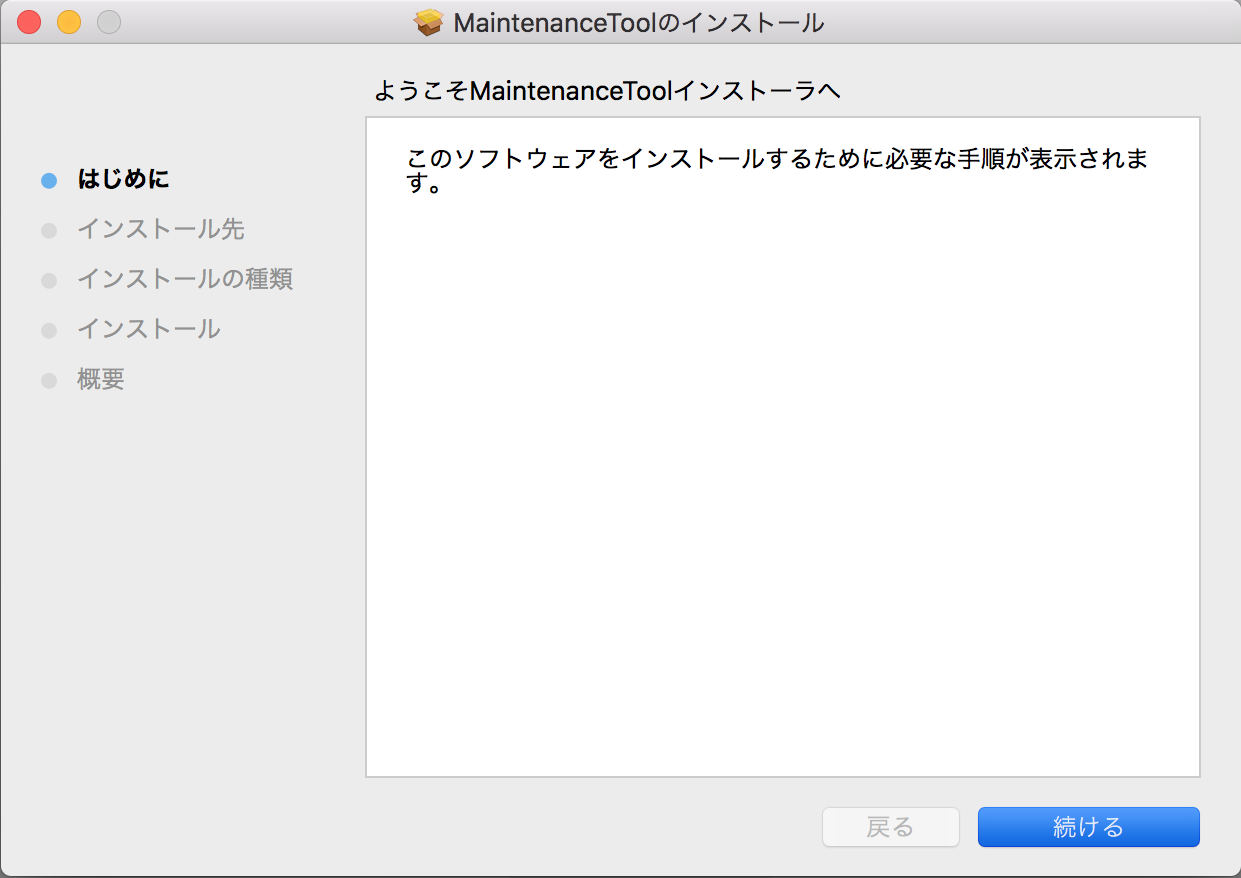 MaintenanceToolのインストール
ようこそMaintenanceToolインストーラへ
はじめに
インストール先
インストールの種類
インストール
概要
このソフトウェアをインストールするために必要な手順が表示されま
す。
戻る
続ける